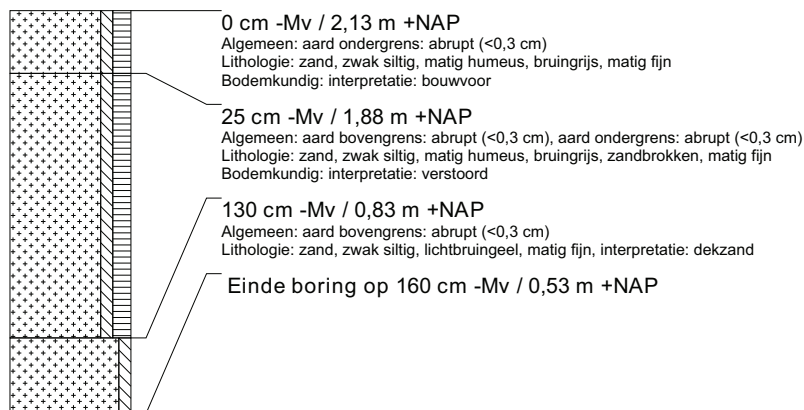 0 cm -Mv / 2,13 m +NAP
Algemeen: aard ondergrens: abrupt (<0,3 cm)
Lithologie: zand, zwak siltig, matig humeus, bruingrijs, matig fijn
Bodemkundig: interpretatie: bouwvoor
25 cm -Mv / 1,88 m +NAP
Algemeen: aard bovengrens: abrupt (<0,3 cm), aard ondergrens: abrupt (<0,3 cm)
Lithologie: zand, zwak siltig, matig humeus, bruingrijs, zandbrokken, matig fijn
Bodemkundig: interpretatie: verstoord
130 cm -Mv / 0,83 m +NAP
Algemeen: aard bovengrens: abrupt (<0,3 cm)
Lithologie: zand, zwak siltig, lichtbruingeel, matig fijn, interpretatie: dekzand
Einde boring op 160 cm -Mv / 0,53 m +NAP